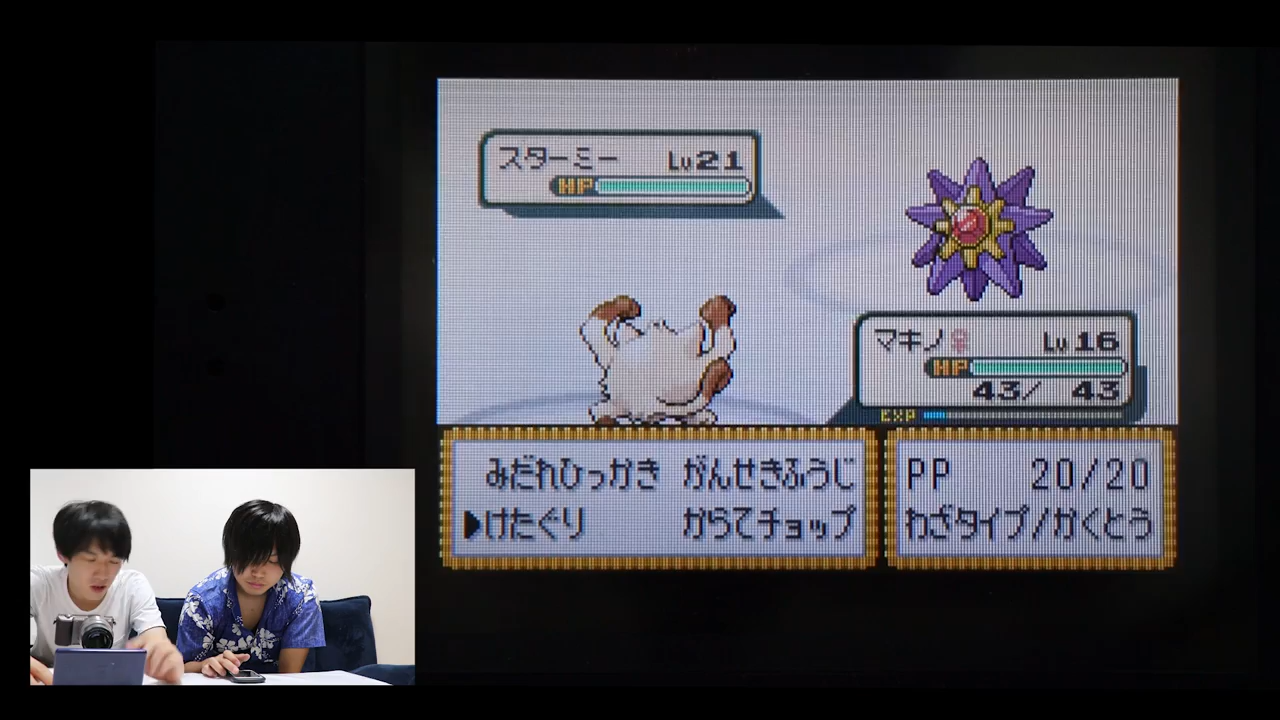 スターミー Lv21
HP
マキノ♀ Lv16
HP
43/ 43
EXP
みだれひっかき がんせきふうじ
▶けたぐり からてチョップ
PP 20/20
わざタイプ/かくとう